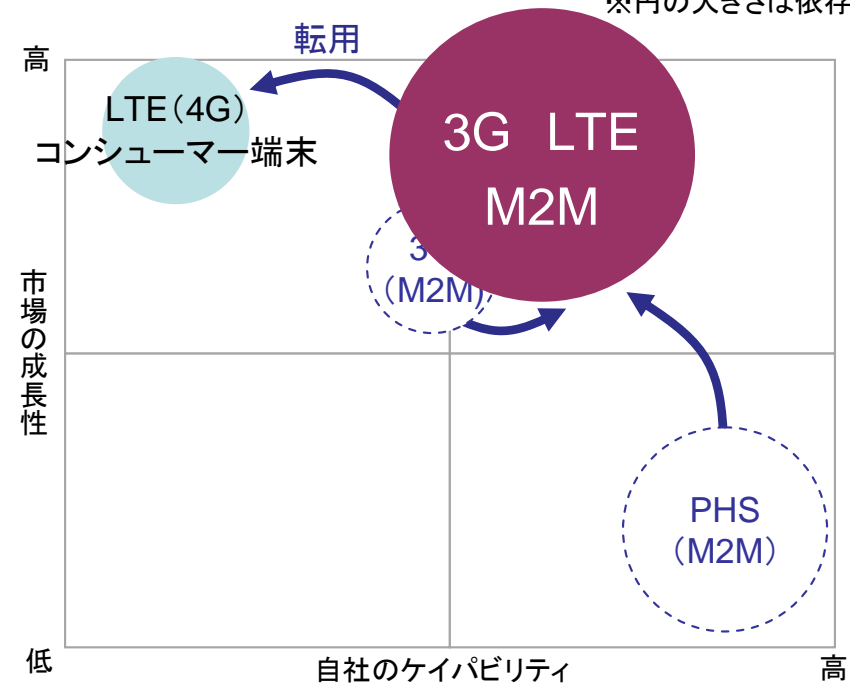 ※円の大きさは依存
転用
高
LTE（4G）
コンシューマー端末
3G LTE
M2M
3
（M2M）
市場の成長性
PHS
（M2M）
低
自社のケイパビリティ
高